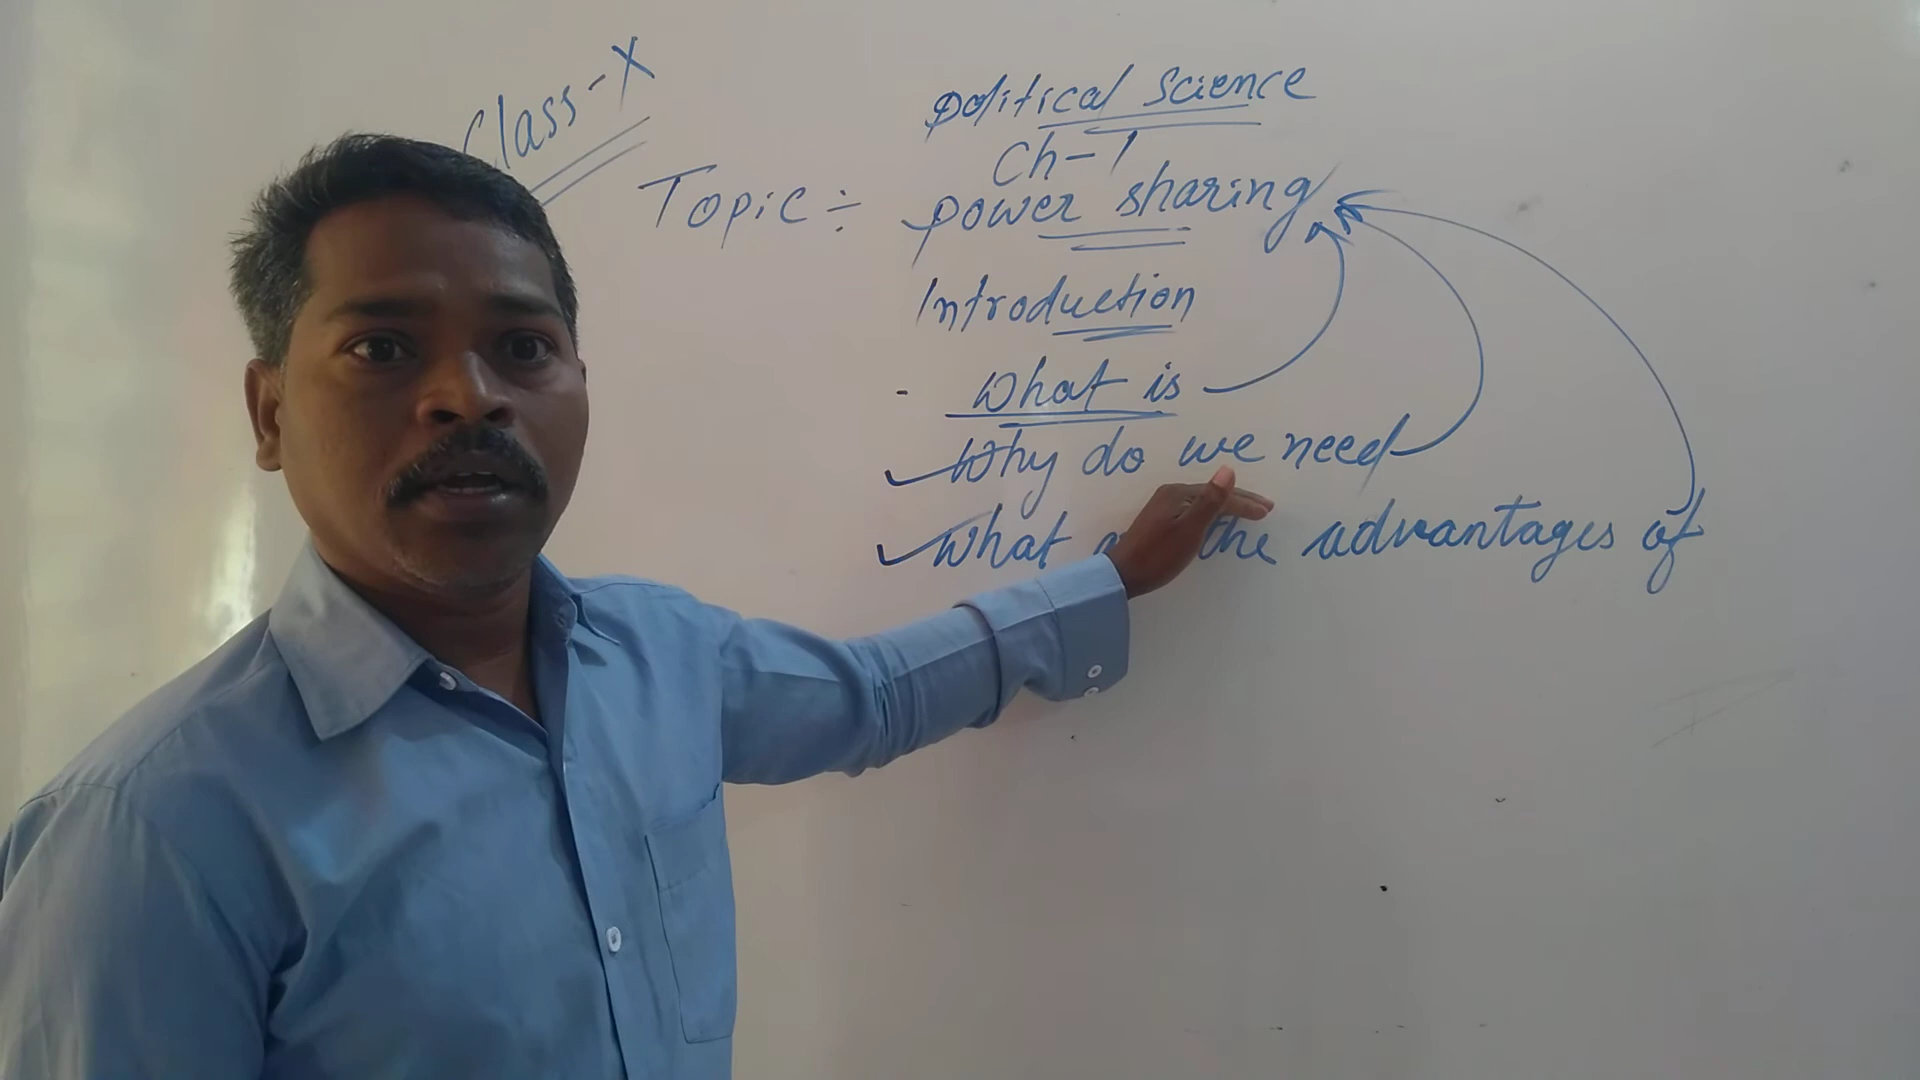 Class-X
Political Science
Ch-1
Topic ÷ power sharing
Introduction
- What is
Why do we need
What the advantages of